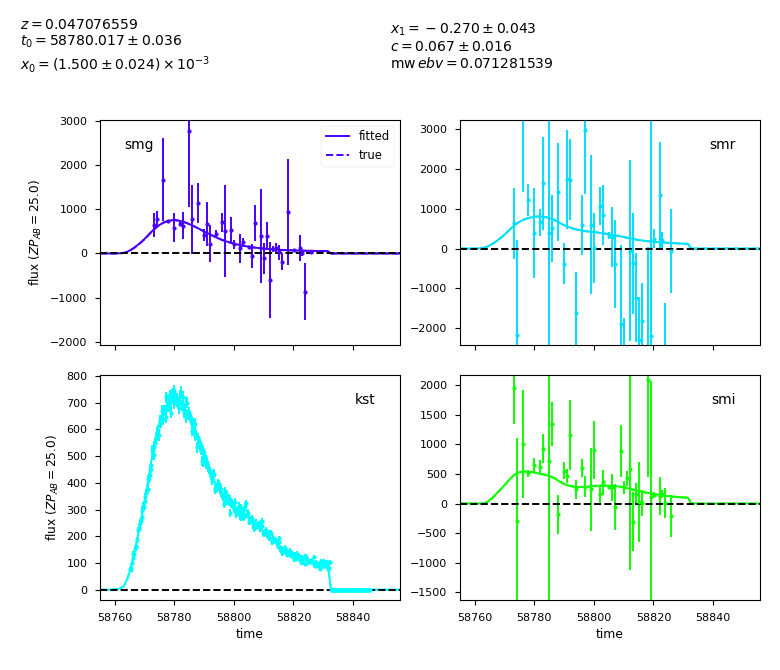 z = 0.047076559
t₀ = 58780.017 ± 0.036
x₀ = (1.500 ± 0.024) × 10⁻³
x₁ = −0.270 ± 0.043
c = 0.067 ± 0.016
mw ebv = 0.071281539
smg
fitted
true
3000
2000
1000
0
−1000
−2000
flux (ZP_AB = 25.0)
smr
3000
2000
1000
0
−1000
−2000
kst
800
700
600
500
400
300
200
100
0
flux (ZP_AB = 25.0)
58760 58780 58800 58820 58840
time
smi
2000
1500
1000
500
0
−500
−1000
−1500
58760 58780 58800 58820 58840
time